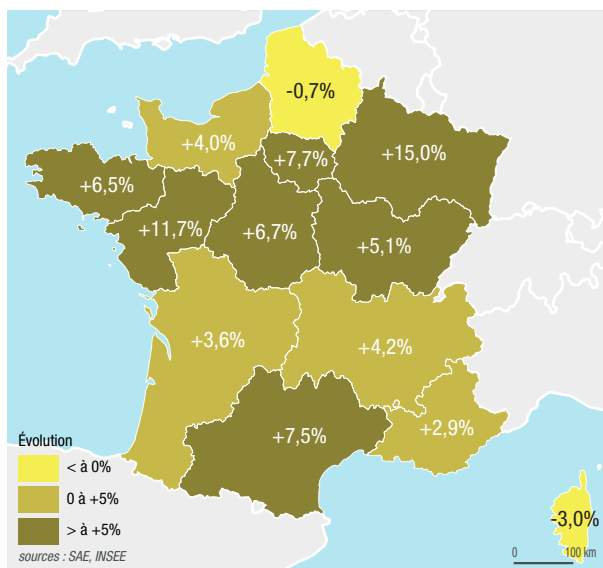 -0,7%
+4,0%
+7,7%
+15,0%
+6,5%
+11,7%
+6,7%
+5,1%
+3,6%
+4,2%
+7,5%
+2,9%
-3,0%
Évolution
< à 0%
0 à +5%
> à +5%
sources : SAE, INSEE
0 100 km